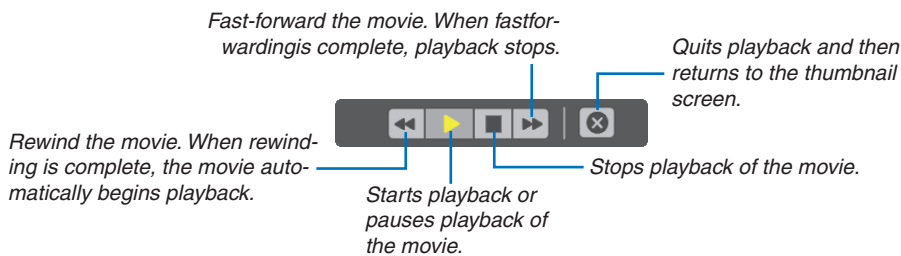 Fast-forward the movie. When fastfor-
wardingis complete, playback stops.
Quits playback and then
returns to the thumbnail
screen.
Rewind the movie. When rewind-
ing is complete, the movie auto-
matically begins playback.
Stops playback of the movie.
Starts playback or
pauses playback of
the movie.